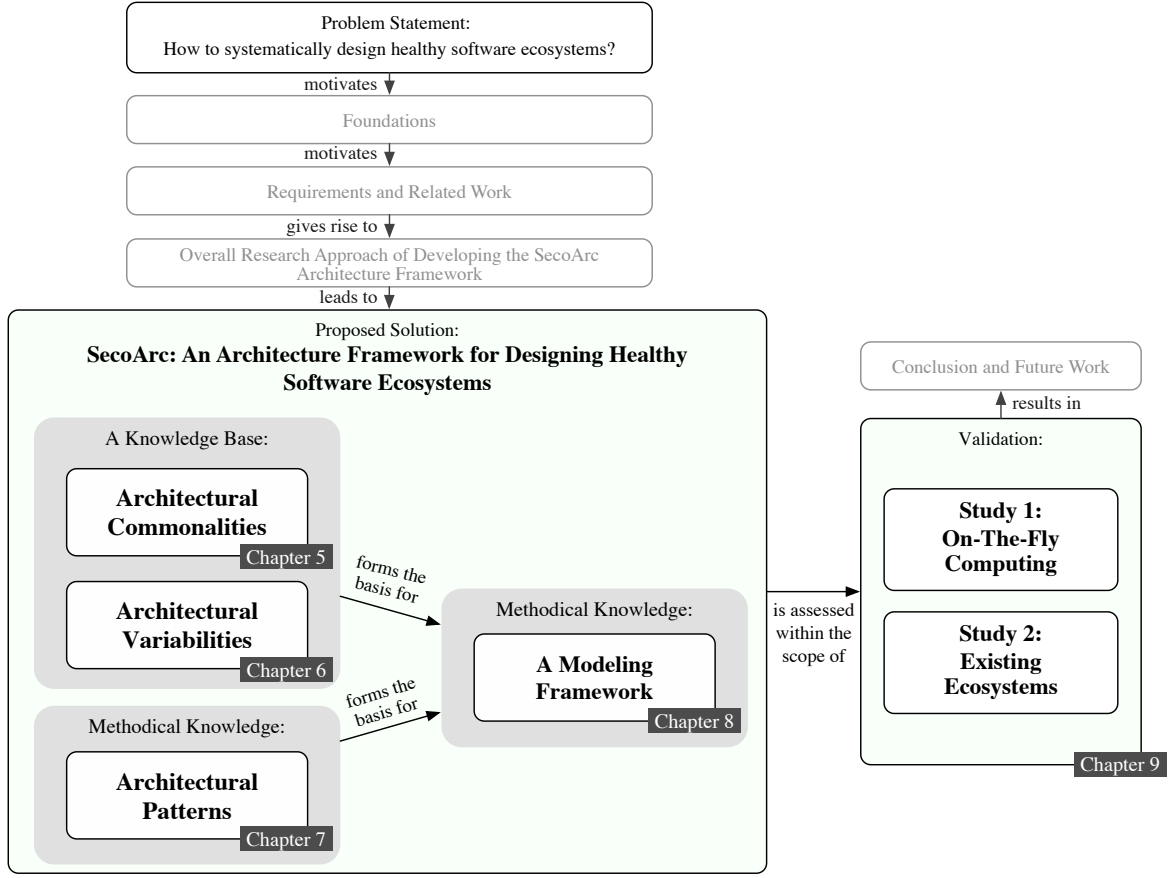 Problem Statement:
How to systematically design healthy software ecosystems?
motivates
Foundations
motivates
Requirements and Related Work
gives rise to
Overall Research Approach of Developing the SecoArc
Architecture Framework
leads to
Proposed Solution:
SecoArc: An Architecture Framework for Designing Healthy
Software Ecosystems
A Knowledge Base:
Architectural
Commonalities
Chapter 5
Architectural
Variabilities
Chapter 6
Methodical Knowledge:
Architectural
Patterns
Chapter 7
forms the
basis for
forms the
basis for
Methodical Knowledge:
A Modeling
Framework
Chapter 8
is assessed
within the
scope of
Conclusion and Future Work
results in
Validation:
Study 1:
On-The-Fly
Computing
Study 2:
Existing
Ecosystems
Chapter 9